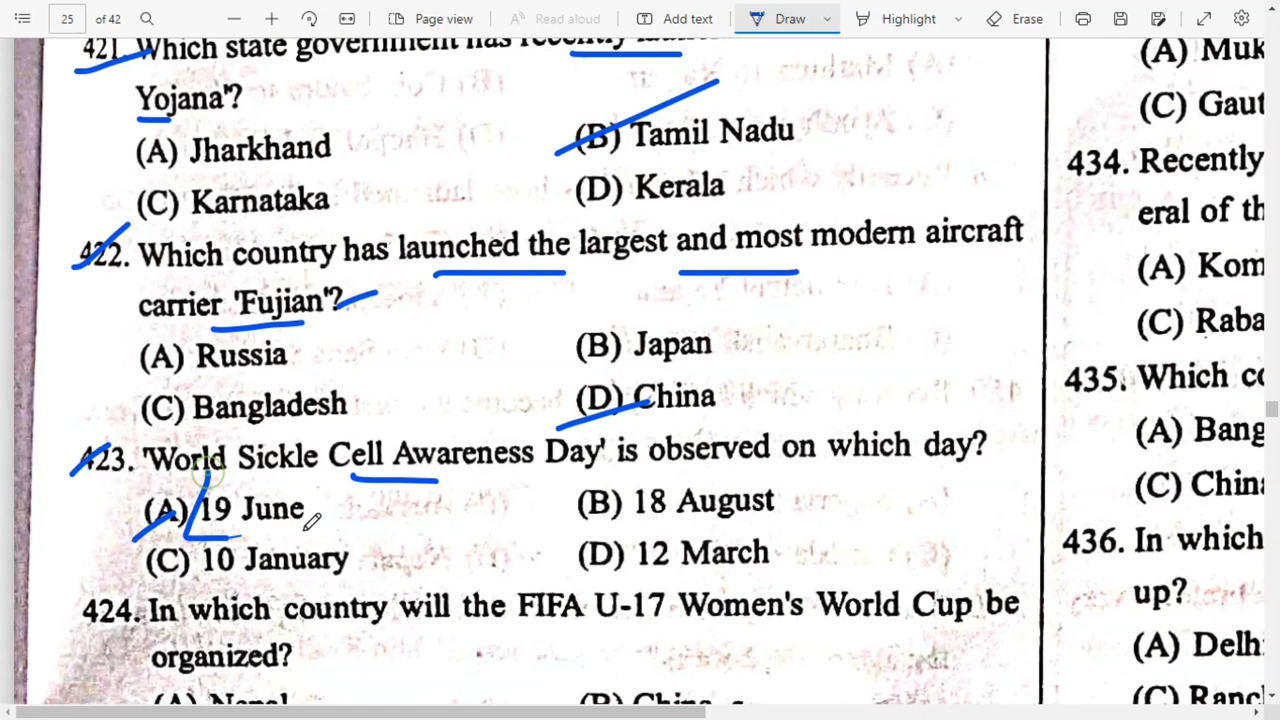 25 of 42
Page view
Read aloud
Add text
Draw
Highlight
Erase
421. Which state government has recently
Yojana'?
(A) Jharkhand
(B) Tamil Nadu
(C) Karnataka
(D) Kerala
422. Which country has launched the largest and most modern aircraft
carrier 'Fujian'?
(A) Russia
(B) Japan
(C) Bangladesh
(D) China
423. 'World Sickle Cell Awareness Day' is observed on which day?
(A) 19 June
(B) 18 August
(C) 10 January
(D) 12 March
424. In which country will the FIFA U-17 Women's World Cup be
organized?
(A) Nepal
(B) China
(A) Muk
(C) Gaut
434. Recently
eral of th
(A) Kom
(C) Raba
435. Which co
(A) Bang
(C) China
436. In which
up?
(A) Delh
(C) Ranc